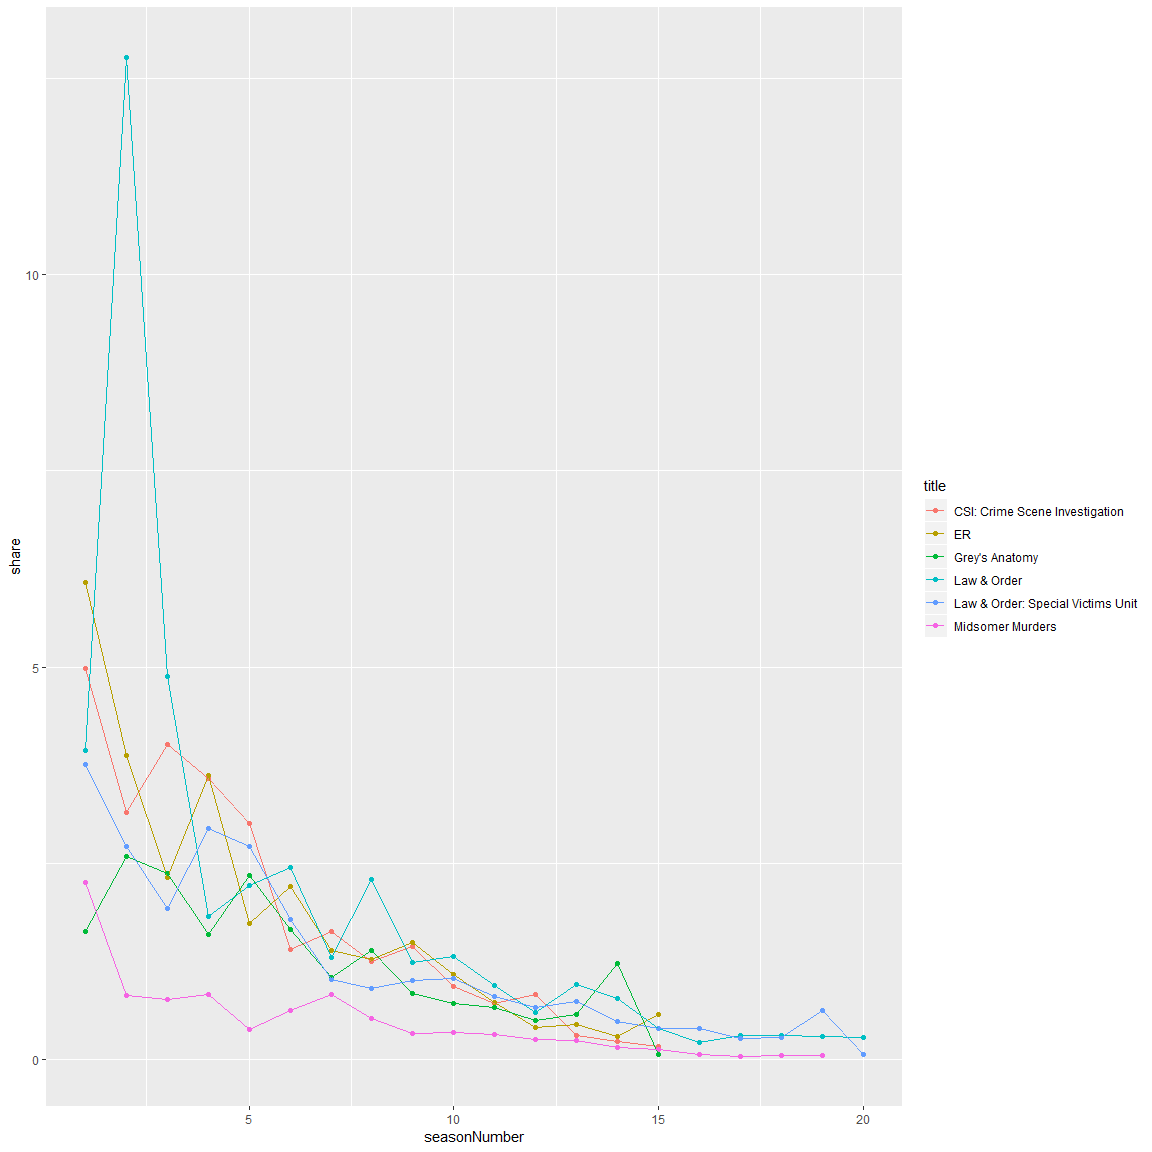 10
5
0
share
5
10
15
20
seasonNumber
title
CSI: Crime Scene Investigation
ER
Grey's Anatomy
Law & Order
Law & Order: Special Victims Unit
Midsomer Murders